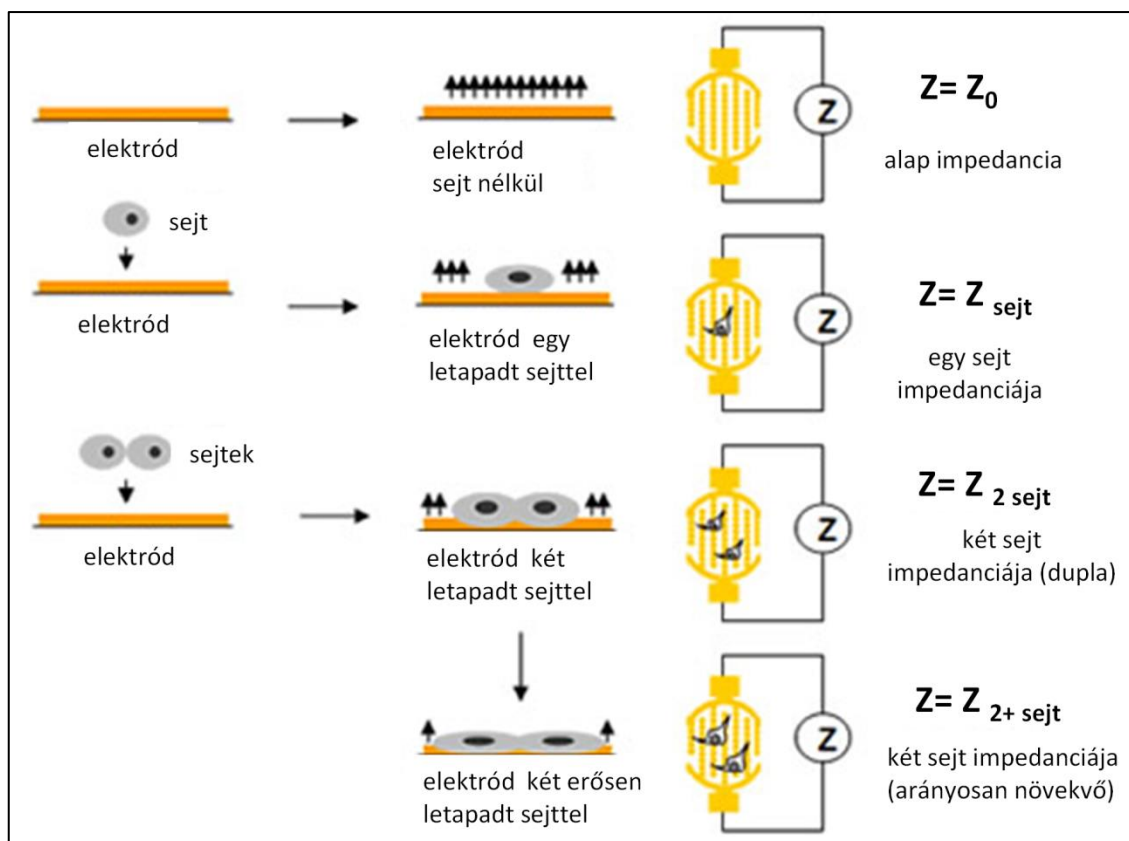 elektród
elektród
sejt nélkül
Z
Z= Z0
alap impedancia
sejt
elektród
elektród egy
letapadt sejttel
Z
Z= Z sejt
egy sejt
impedanciája
sejtek
elektród
elektród két
letapadt sejttel
Z
Z= Z 2 sejt
két sejt
impedanciája (dupla)
elektród két erősen
letapadt sejttel
Z
Z= Z 2+ sejt
két sejt impedanciája
(arányosan növekvő)